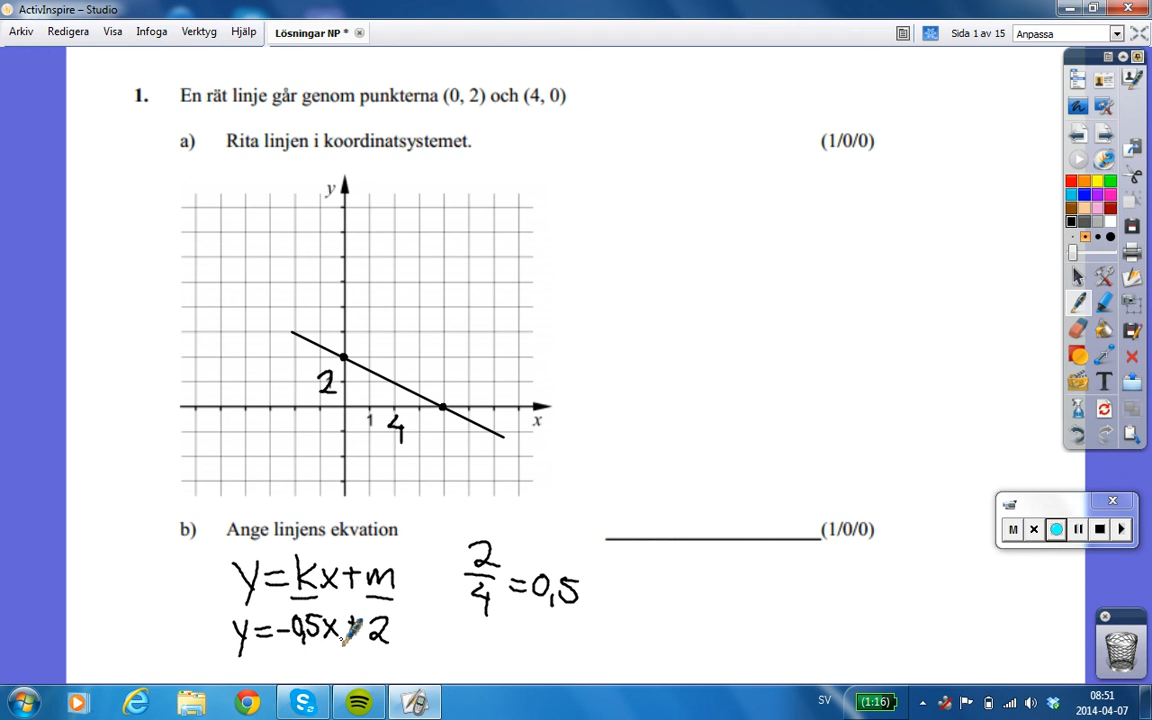 ActivInspire – Studio
Arkiv Redigera Visa Infoga Verktyg Hjälp Lösningar NP * Sida 1 av 15 Anpassa
1. En rät linje går genom punkterna (0, 2) och (4, 0)
a) Rita linjen i koordinatsystemet. (1/0/0)
y
2
1 4 x
b) Ange linjens ekvation (1/0/0)
y = kx + m 2/4 = 0,5
y = -0,5x + 2
M
SV (1:16) 08:51
2014-04-07